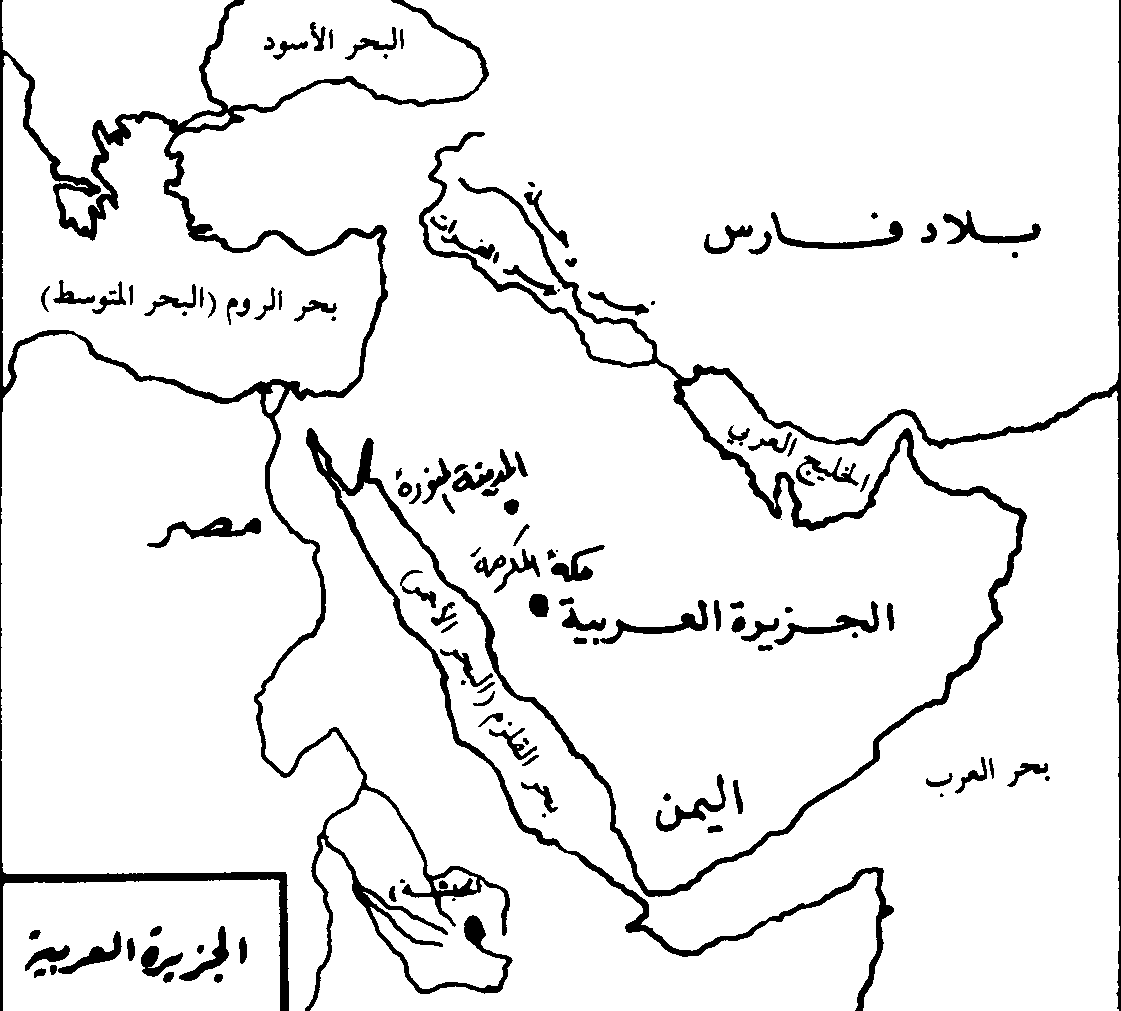 البحر الأسود
بلاد فارس
الفرات
بحر الروم (البحر المتوسط)
الخليج العربي
المدينة المنورة
مصر
مكة المكرمة
الجزيرة العربية
بحر القلزم (البحر الأحمر)
بحر العرب
اليمن
الحبشة
الجزيرة العربية